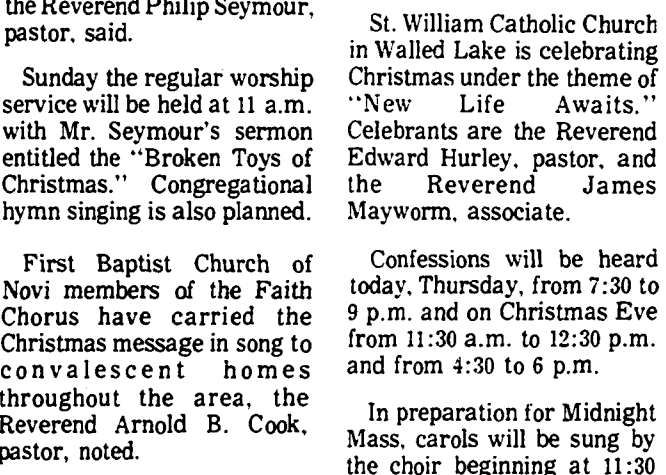 the Reverend Philip Seymour,
pastor, said.
Sunday the regular worship
service will be held at 11 a.m.
with Mr. Seymour's sermon
entitled the "Broken Toys of
Christmas." Congregational
hymn singing is also planned.
First Baptist Church of
Novi members of the Faith
Chorus have carried the
Christmas message in song to
convalescent homes
throughout the area, the
Reverend Arnold B. Cook,
pastor, noted.
St. William Catholic Church
in Walled Lake is celebrating
Christmas under the theme of
"New Life Awaits."
Celebrants are the Reverend
Edward Hurley, pastor, and
the Reverend James
Mayworm, associate.
Confessions will be heard
today, Thursday, from 7:30 to
9 p.m. and on Christmas Eve
from 11:30 a.m. to 12:30 p.m.
and from 4:30 to 6 p.m.
In preparation for Midnight
Mass, carols will be sung by
the choir beginning at 11:30